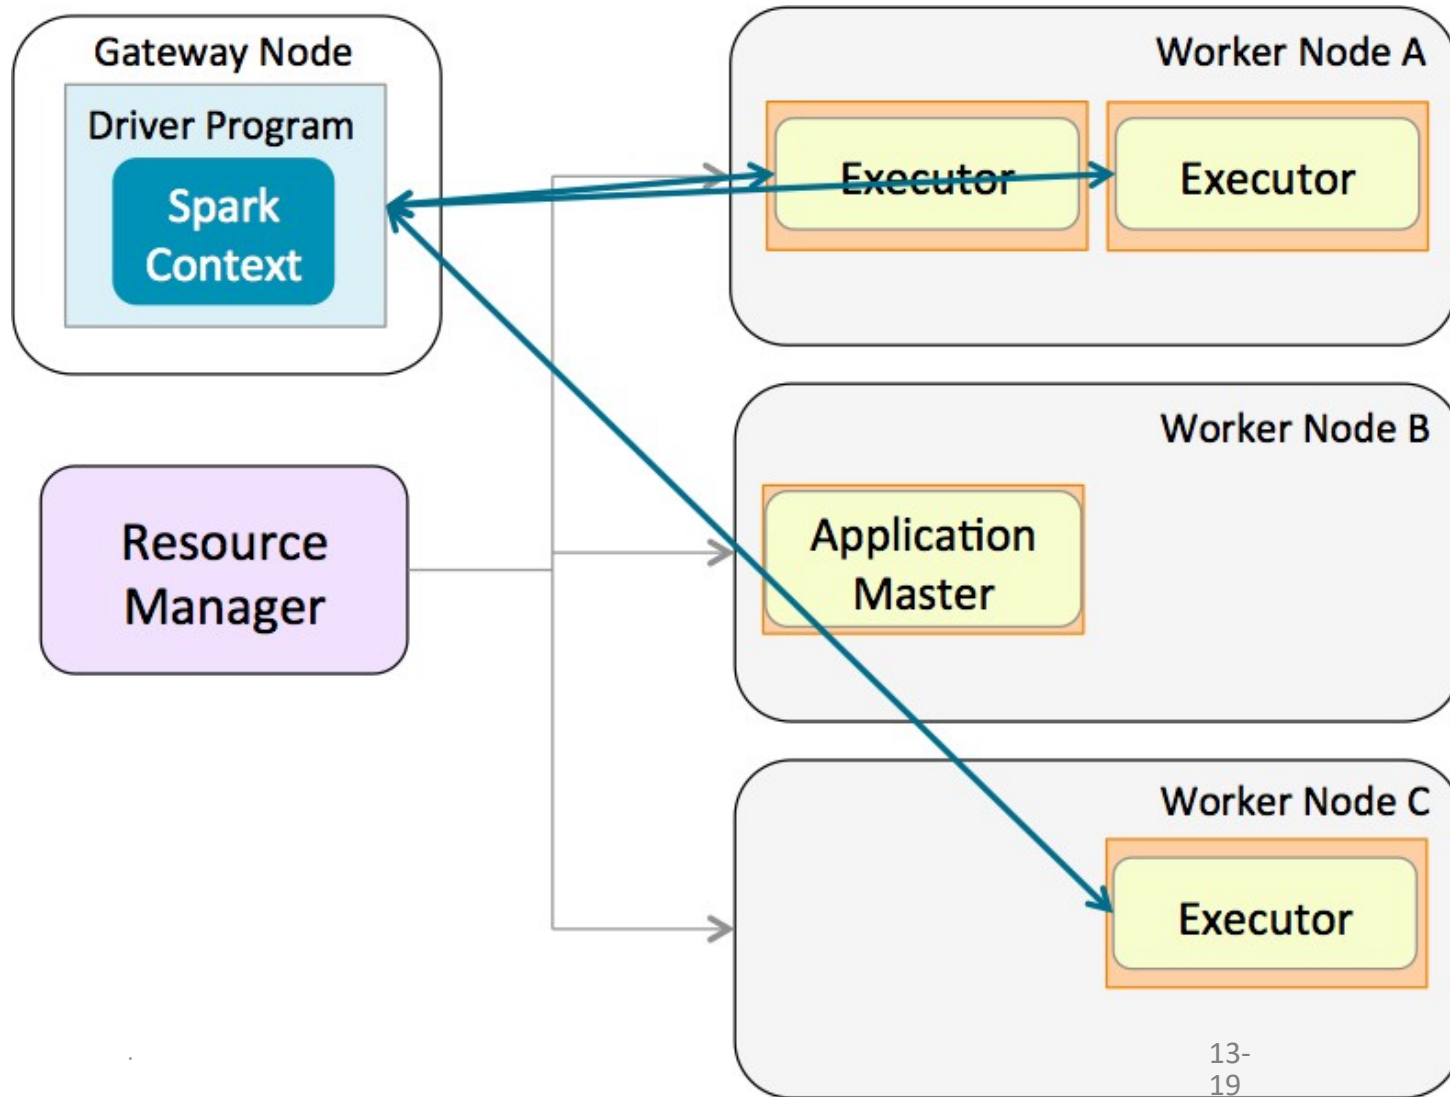 Gateway Node
Driver Program
Spark
Context
Worker Node A
Executor
Executor
Resource
Manager
Worker Node B
Application
Master
Worker Node C
Executor
.
13-
19